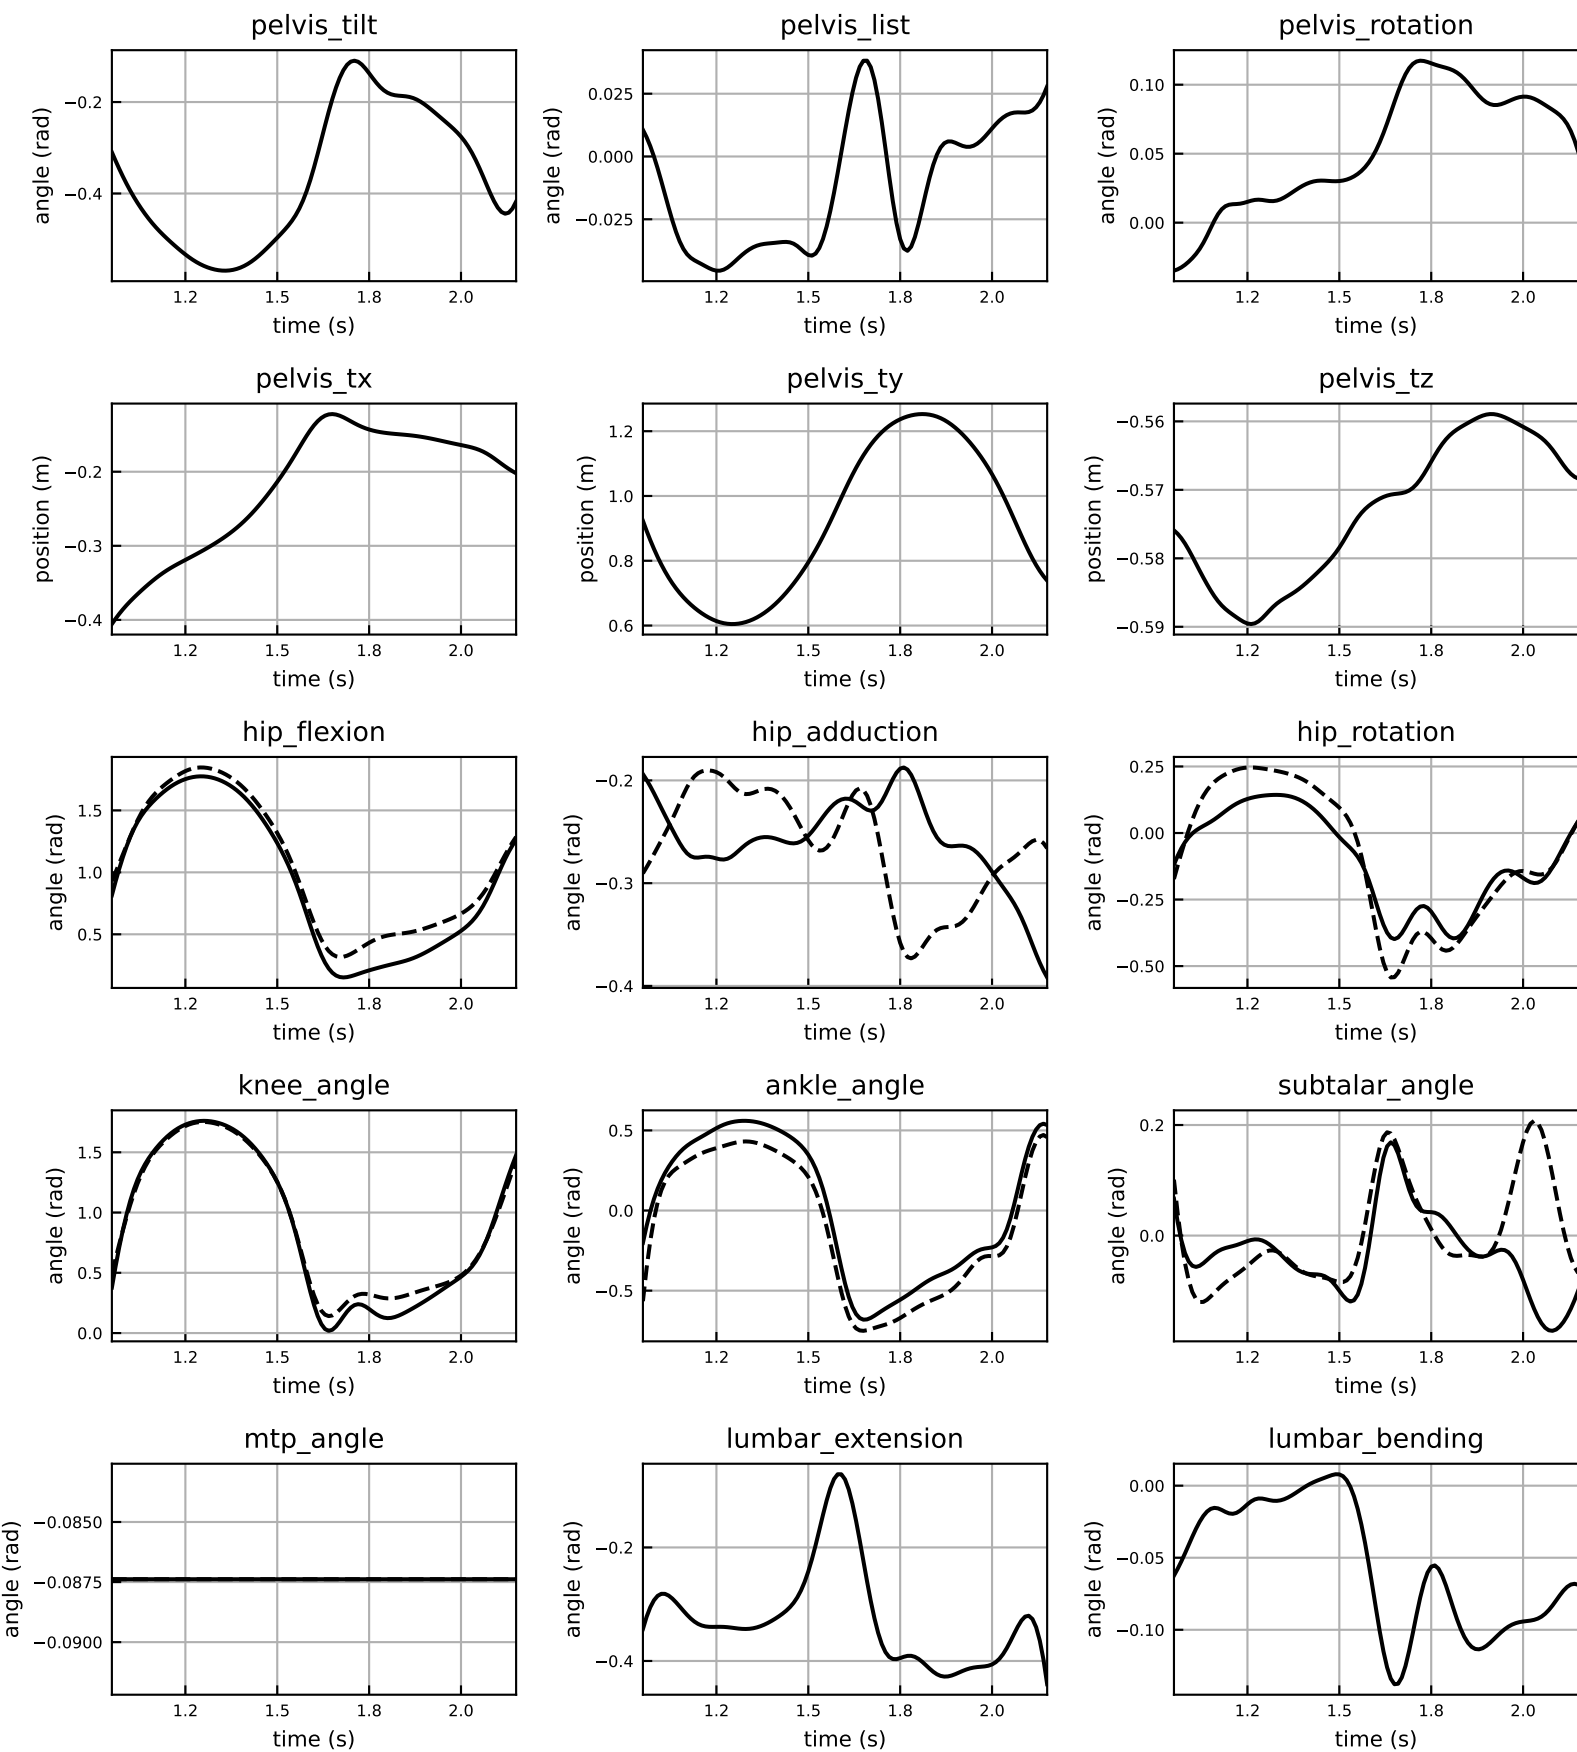 pelvis_tilt
angle (rad)
−0.2
−0.4
1.2 1.5 1.8 2.0
time (s)
pelvis_list
angle (rad)
0.025
0.000
−0.025
1.2 1.5 1.8 2.0
time (s)
pelvis_rotation
angle (rad)
0.10
0.05
0.00
1.2 1.5 1.8 2.0
time (s)
pelvis_tx
position (m)
−0.2
−0.3
−0.4
1.2 1.5 1.8 2.0
time (s)
pelvis_ty
position (m)
1.2
1.0
0.8
0.6
1.2 1.5 1.8 2.0
time (s)
pelvis_tz
position (m)
−0.56
−0.57
−0.58
−0.59
1.2 1.5 1.8 2.0
time (s)
hip_flexion
angle (rad)
1.5
1.0
0.5
1.2 1.5 1.8 2.0
time (s)
hip_adduction
angle (rad)
−0.2
−0.3
−0.4
1.2 1.5 1.8 2.0
time (s)
hip_rotation
angle (rad)
0.25
0.00
−0.25
−0.50
1.2 1.5 1.8 2.0
time (s)
knee_angle
angle (rad)
1.5
1.0
0.5
0.0
1.2 1.5 1.8 2.0
time (s)
ankle_angle
angle (rad)
0.5
0.0
−0.5
1.2 1.5 1.8 2.0
time (s)
subtalar_angle
angle (rad)
0.2
0.0
1.2 1.5 1.8 2.0
time (s)
mtp_angle
angle (rad)
−0.0850
−0.0875
−0.0900
1.2 1.5 1.8 2.0
time (s)
lumbar_extension
angle (rad)
−0.2
−0.4
1.2 1.5 1.8 2.0
time (s)
lumbar_bending
angle (rad)
0.00
−0.05
−0.10
1.2 1.5 1.8 2.0
time (s)